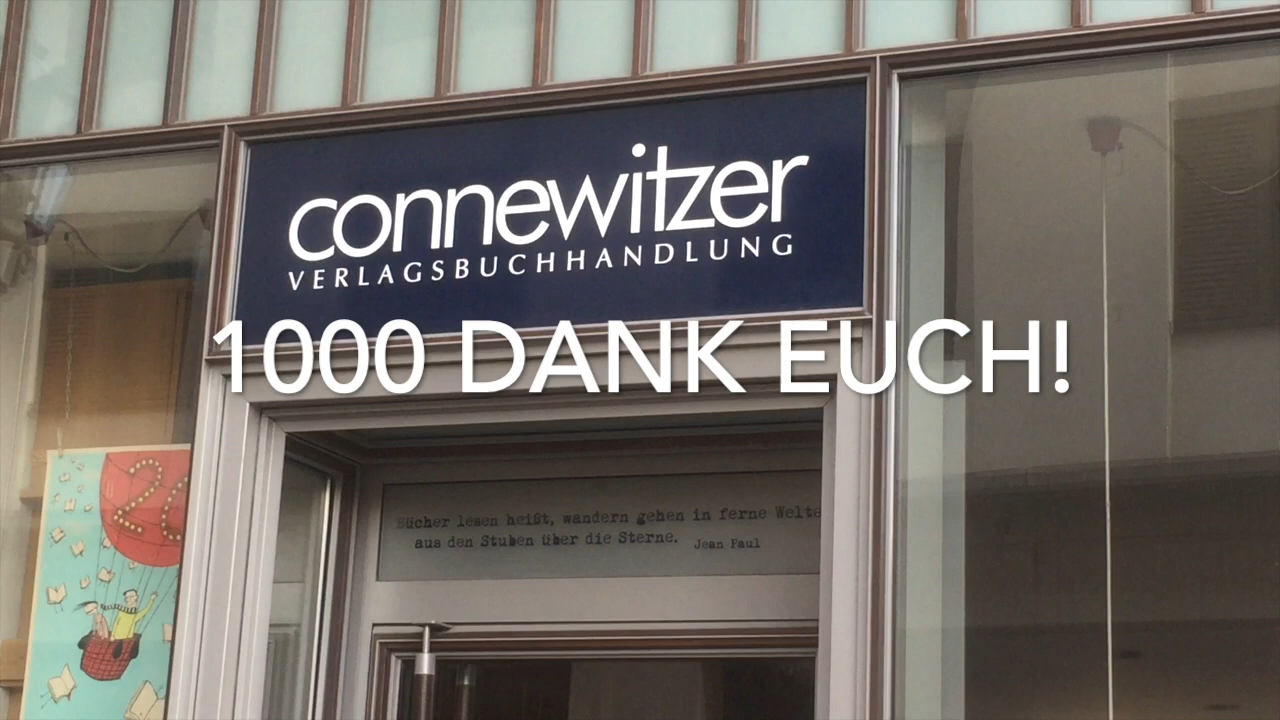 connewitzer
VERLAGSBUCHHANDLUNG
1000 DANK EUCH!
Bücher lesen heißt, wandern gehen in ferne Welte
aus den Stuben über die Sterne. Jean Paul